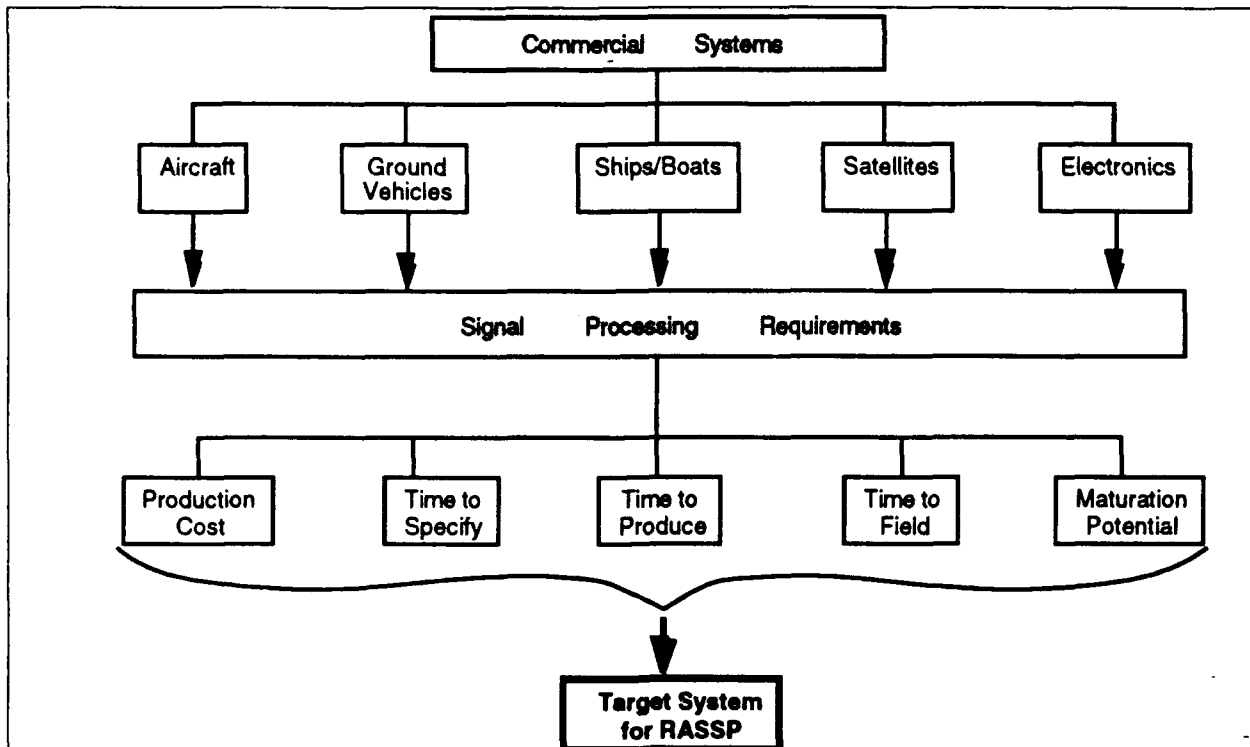 Commercial Systems
Aircraft
Ground
Vehicles
Ships/Boats
Satellites
Electronics
Signal Processing Requirements
Production
Cost
Time to
Specify
Time to
Produce
Time to
Field
Maturation
Potential
Target System
for RASSP